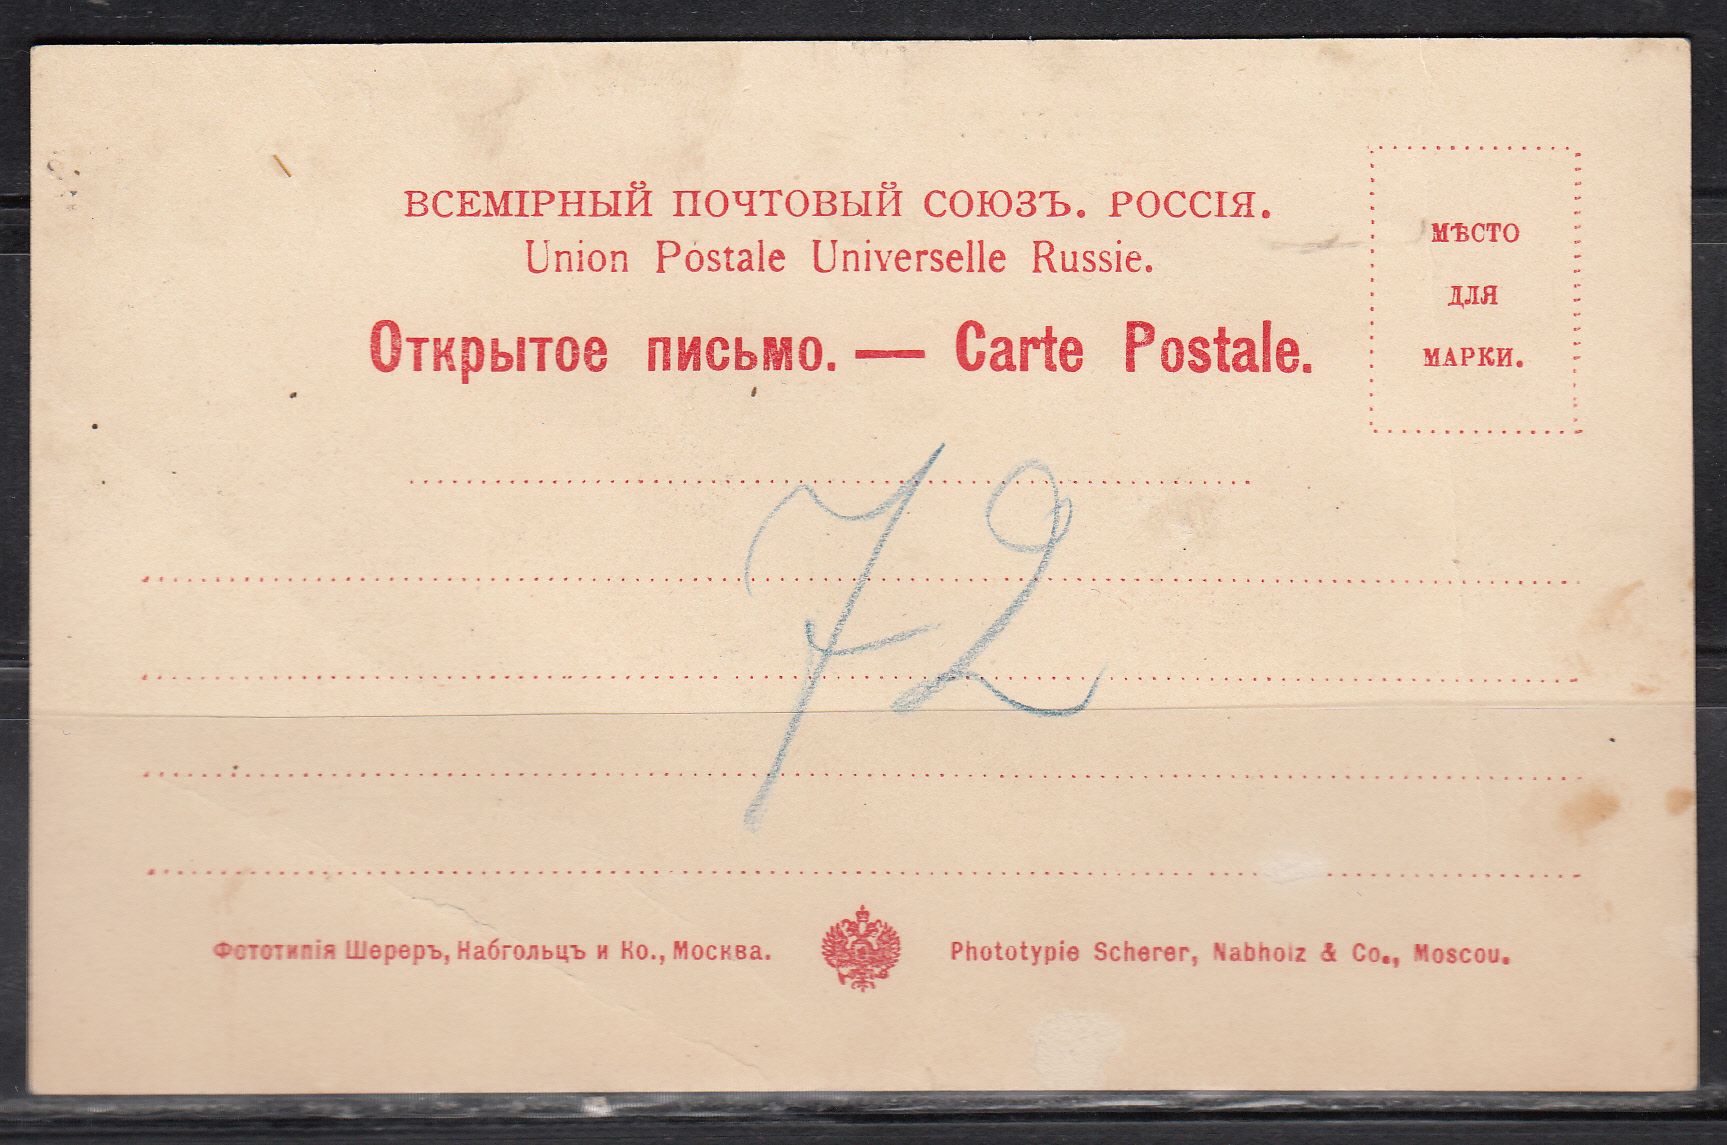 ВСЕМІРНЫЙ ПОЧТОВЫЙ СОЮЗЪ. РОССІЯ.
Union Postale Universelle Russie.
Открытое письмо. — Carte Postale.
МѢСТО
ДЛЯ
МАРКИ.
72
Фототипія Шереръ, Набгольцъ и Ко., Москва.
Phototypie Scherer, Nabholz & Co., Moscou.